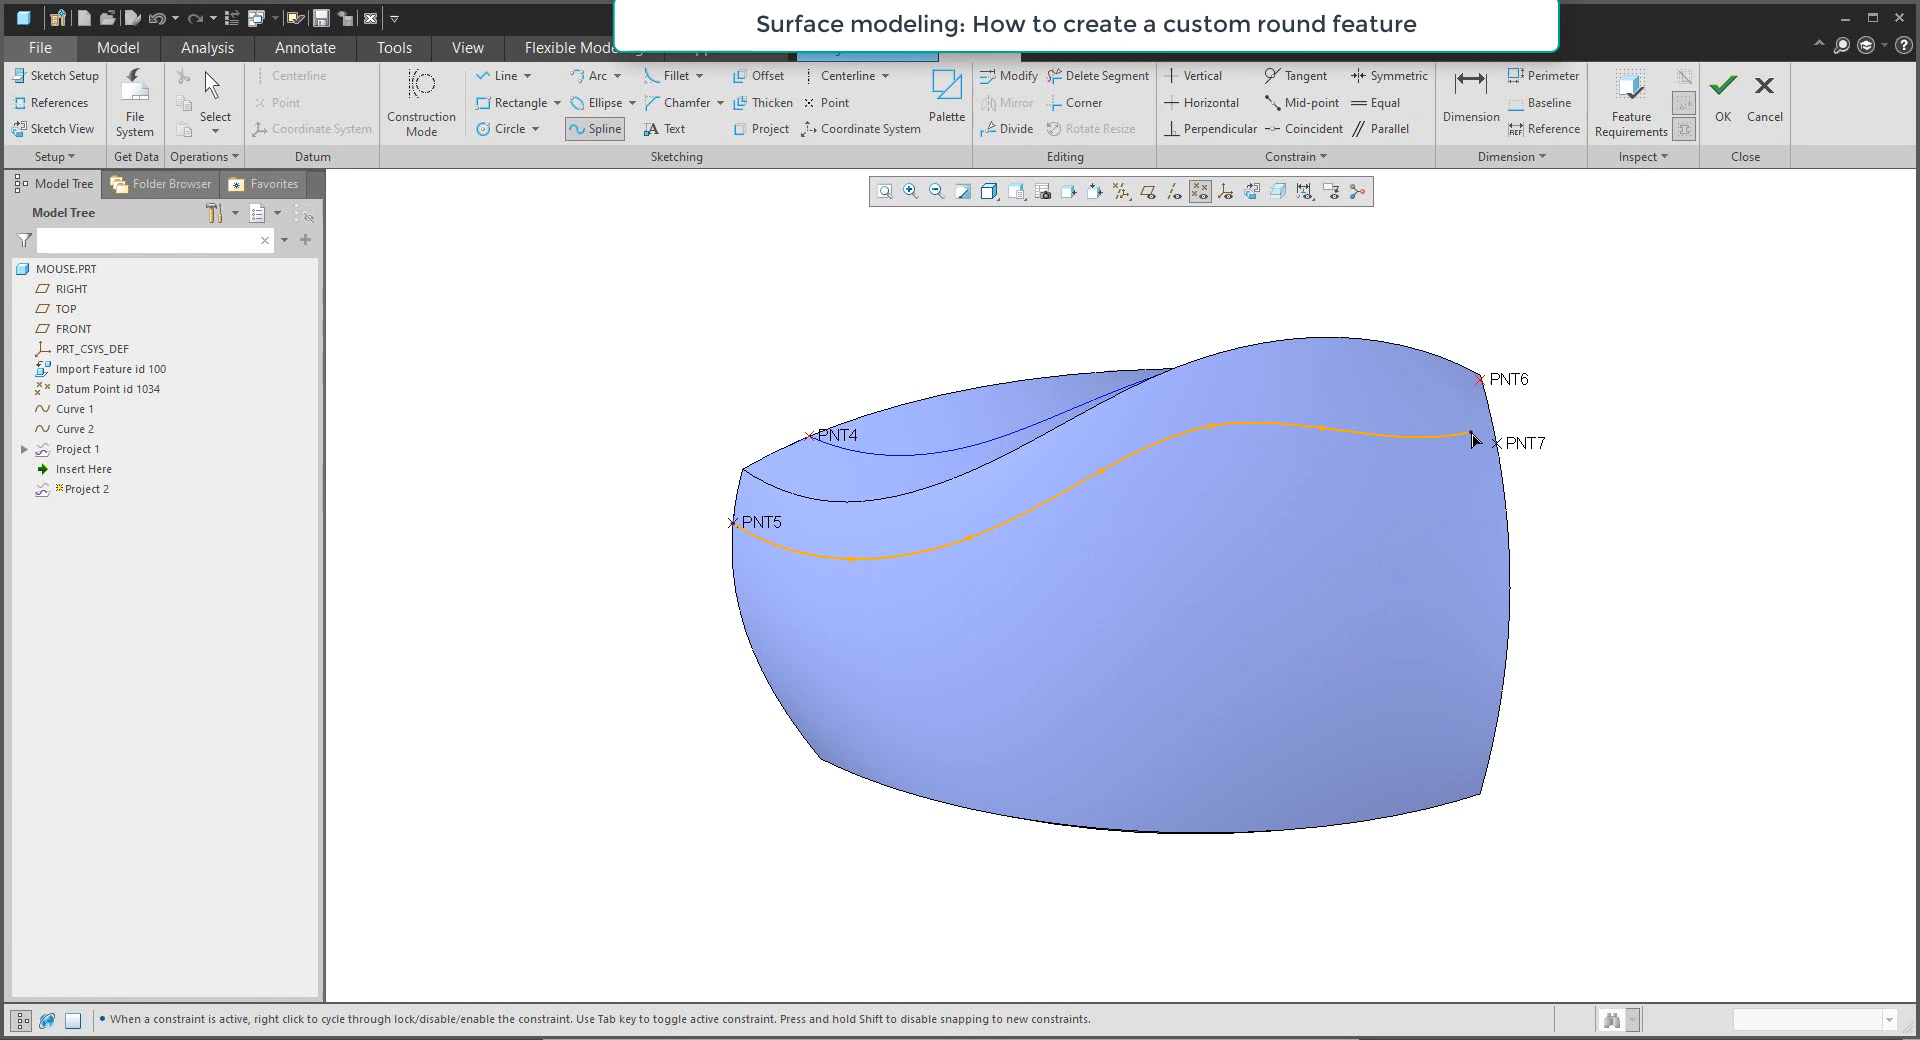 Surface modeling: How to create a custom round feature
File
Model
Analysis
Annotate
Tools
View
Flexible Mode
Sketch Setup
References
Sketch View
Setup
File System
Get Data
Select
Operations
Centerline
Point
Coordinate System
Datum
Construction Mode
Line
Rectangle
Circle
Arc
Ellipse
Spline
Fillet
Chamfer
Text
Offset
Thicken
Project
Centerline
Point
Coordinate System
Palette
Sketching
Modify
Mirror
Divide
Delete Segment
Corner
Rotate Resize
Editing
Vertical
Horizontal
Perpendicular
Tangent
Mid-point
Coincident
Symmetric
Equal
Parallel
Constrain
Dimension
Perimeter
Baseline
Reference
Dimension
Feature Requirements
Inspect
OK
Cancel
Close
Model Tree
Folder Browser
Favorites
Model Tree
MOUSE.PRT
RIGHT
TOP
FRONT
PRT_CSYS_DEF
Import Feature id 100
Datum Point id 1034
Curve 1
Curve 2
Project 1
Insert Here
Project 2
PNT4
PNT5
PNT6
PNT7
When a constraint is active, right click to cycle through lock/disable/enable the constraint. Use Tab key to toggle active constraint. Press and hold Shift to disable snapping to new constraints.